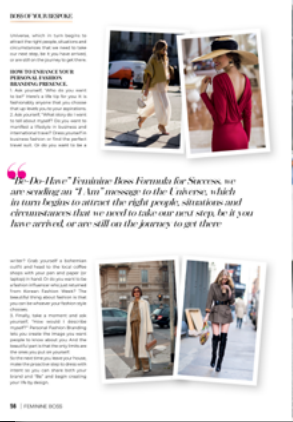 BOSS OF YOU BESPOKE
Universe, which in turn begins to
attract the right people, situations and
circumstances that we need to take
our next step, be it you have arrived,
or are still on the journey to get there.
HOW TO ENHANCE YOUR
PERSONAL FASHION
BRANDING PRESENCE.
1. Ask yourself, "Who do you want
to be? Here's a life tip for you: it is
fashionably anyone that you choose
that up-levels you to your aspirations.
2. Ask yourself, "What story do I want
to tell about myself? Do you want to
manifest a lifestyle in business and
international travel? Dress yourself in
business fashion or find the perfect
travel suit. Or do you want to be a
"Be-Do-Have" Feminine Boss Formula for Success, we
are sending an "I Am" message to the Universe, which
in turn begins to attract the right people, situations and
circumstances that we need to take our next step, be it you
have arrived, or are still on the journey to get there
writer? Grab yourself a bohemian
outfit and head to the local coffee
shops with your pen and paper (or
laptop) in hand. Or do you want to be
a fashion influencer who just returned
from Korean Fashion Week? The
beautiful thing about fashion is that
you can be whoever your fashion style
chooses.
3. Finally, take a moment and ask
yourself, "How would I describe
myself?" Personal Fashion Branding
lets you create the image you want
people to know about you. And the
beautiful part is that the only limits are
the ones you put on yourself.
So the next time you leave your house,
make the proactive step to dress with
intent so you can share both your
brand and "Be" and begin creating
your life by design.
98 | FEMININE BOSS